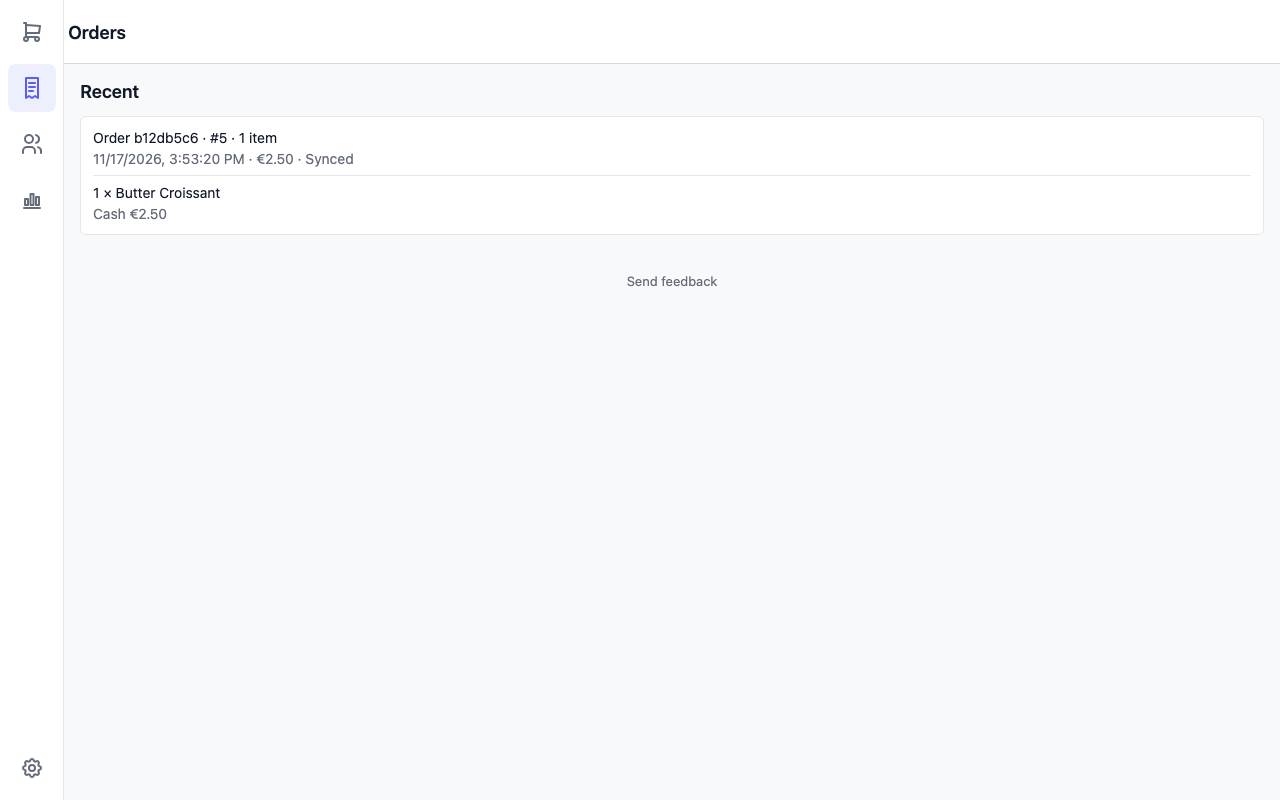 Orders
Recent
Order b12db5c6 · #5 · 1 item
11/17/2026, 3:53:20 PM · €2.50 · Synced
1 × Butter Croissant
Cash €2.50
Send feedback